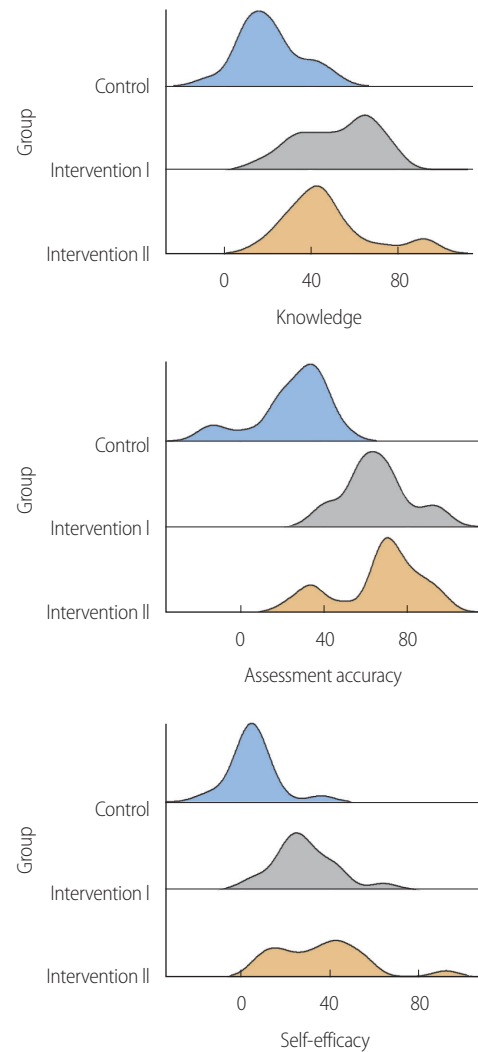 Group
Control
Intervention I
Intervention II
0 40 80
Knowledge
Group
Control
Intervention I
Intervention II
0 40 80
Assessment accuracy
Group
Control
Intervention I
Intervention II
0 40 80
Self-efficacy